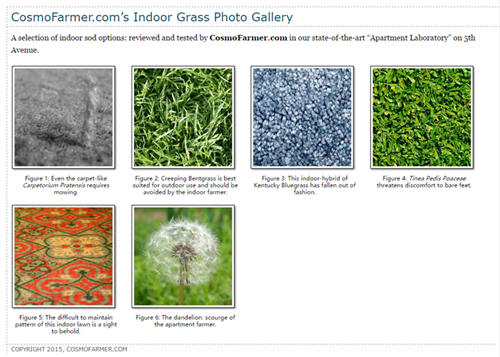 CosmoFarmer.com's Indoor Grass Photo Gallery
A selection of indoor sod options: reviewed and tested by CosmoFarmer.com in our state-of-the-art “Apartment Laboratory” on 5th
Avenue.
Figure 1: Even the carpet-like
Carpetorium Pratensis requires
mowing.
Figure 2: Creeping Bentgrass is best
suited for outdoor use and should be
avoided by the indoor farmer.
Figure 3: This indoor-hybrid of
Kentucky Bluegrass has fallen out of
fashion.
Figure 4: Tinea Pedis Poaceae
threatens discomfort to bare feet.
Figure 5: The difficult to maintain
pattern of this indoor lawn is a sight
to behold.
Figure 6: The dandelion: scourge of
the apartment farmer.
COPYRIGHT 2015, COSMOFARMER.COM